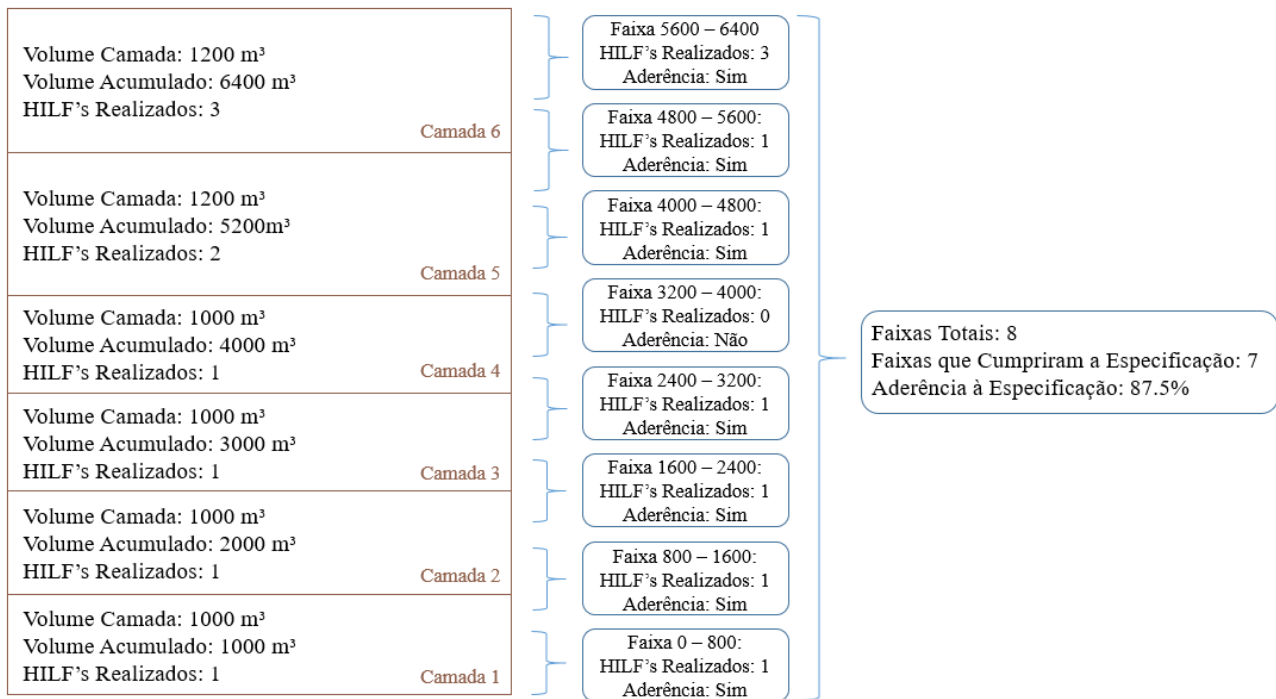 Volume Camada: 1200 m³
Volume Acumulado: 6400 m³
HILF's Realizados: 3
Camada 6
Volume Camada: 1200 m³
Volume Acumulado: 5200m³
HILF's Realizados: 2
Camada 5
Volume Camada: 1000 m³
Volume Acumulado: 4000 m³
HILF's Realizados: 1
Camada 4
Volume Camada: 1000 m³
Volume Acumulado: 3000 m³
HILF's Realizados: 1
Camada 3
Volume Camada: 1000 m³
Volume Acumulado: 2000 m³
HILF's Realizados: 1
Camada 2
Volume Camada: 1000 m³
Volume Acumulado: 1000 m³
HILF's Realizados: 1
Camada 1
Faixa 5600 – 6400
HILF's Realizados: 3
Aderência: Sim
Faixa 4800 – 5600:
HILF's Realizados: 1
Aderência: Sim
Faixa 4000 – 4800:
HILF's Realizados: 1
Aderência: Sim
Faixa 3200 – 4000:
HILF's Realizados: 0
Aderência: Não
Faixa 2400 – 3200:
HILF's Realizados: 1
Aderência: Sim
Faixa 1600 – 2400:
HILF's Realizados: 1
Aderência: Sim
Faixa 800 – 1600:
HILF's Realizados: 1
Aderência: Sim
Faixa 0 – 800:
HILF's Realizados: 1
Aderência: Sim
Faixas Totais: 8
Faixas que Cumpriram a Especificação: 7
Aderência à Especificação: 87.5%